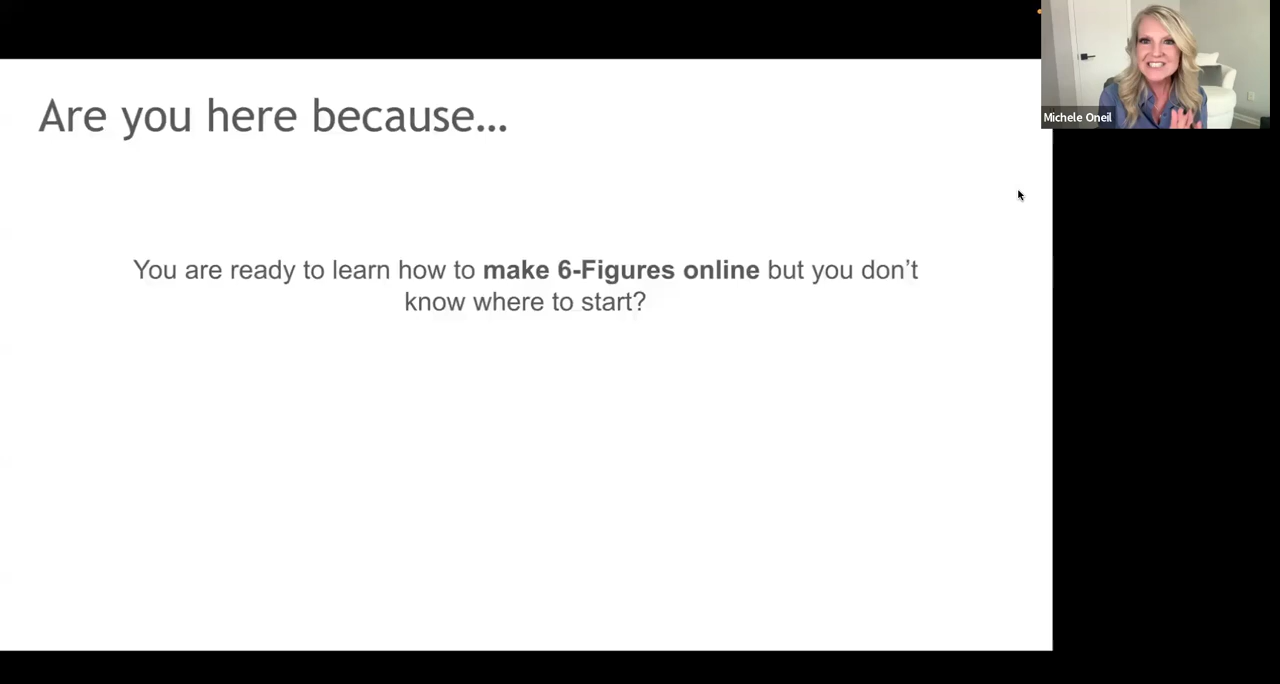 Are you here because…
Michele Oneil
You are ready to learn how to make 6-Figures online but you don’t
know where to start?